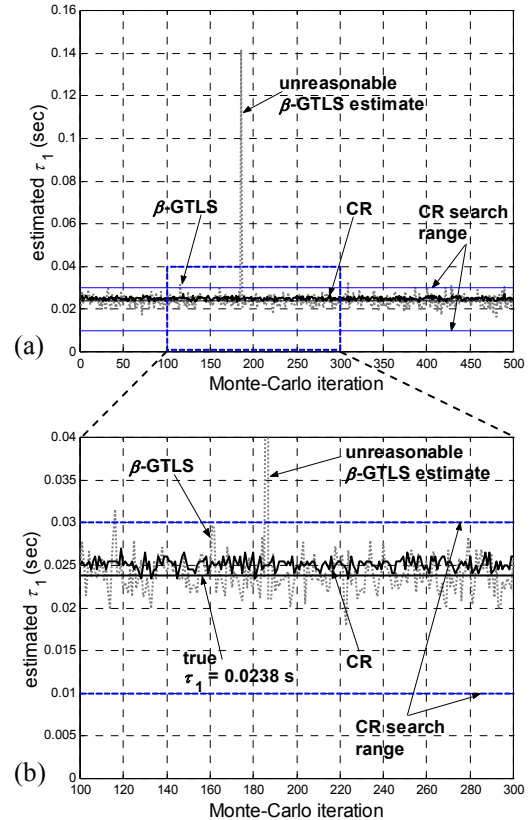 0.16
0.14
0.12
0.1
0.08
0.06
0.04
0.02
0
estimated τ1 (sec)
unreasonable
β-GTLS estimate
β-GTLS
CR
CR search
range
(a)
0 50 100 150 200 250 300 350 400 450 500
Monte-Carlo iteration
0.04
0.035
0.03
0.025
0.02
0.015
0.01
0.005
0
estimated τ1 (sec)
β-GTLS
unreasonable
β-GTLS estimate
true
τ1 = 0.0238 s
CR
CR search
range
(b)
100 120 140 160 180 200 220 240 260 280 300
Monte-Carlo iteration